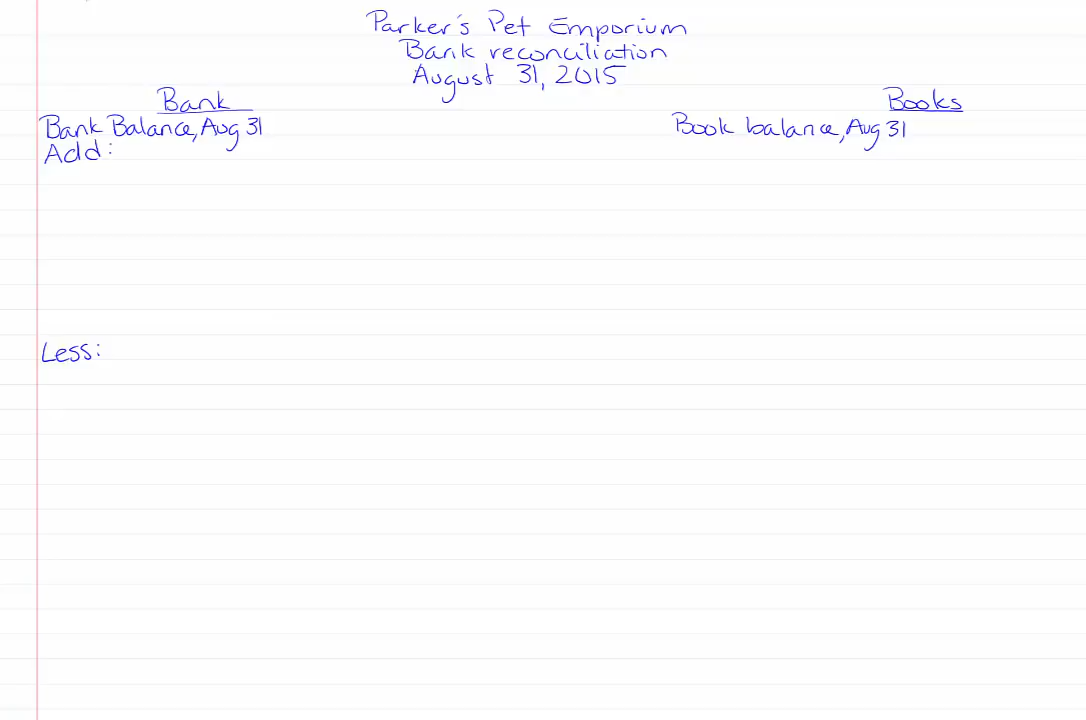 Parker's Pet Emporium
Bank reconciliation
August 31, 2015
Bank
Books
Bank Balance, Aug 31
Book balance, Aug 31
Add:
Less: